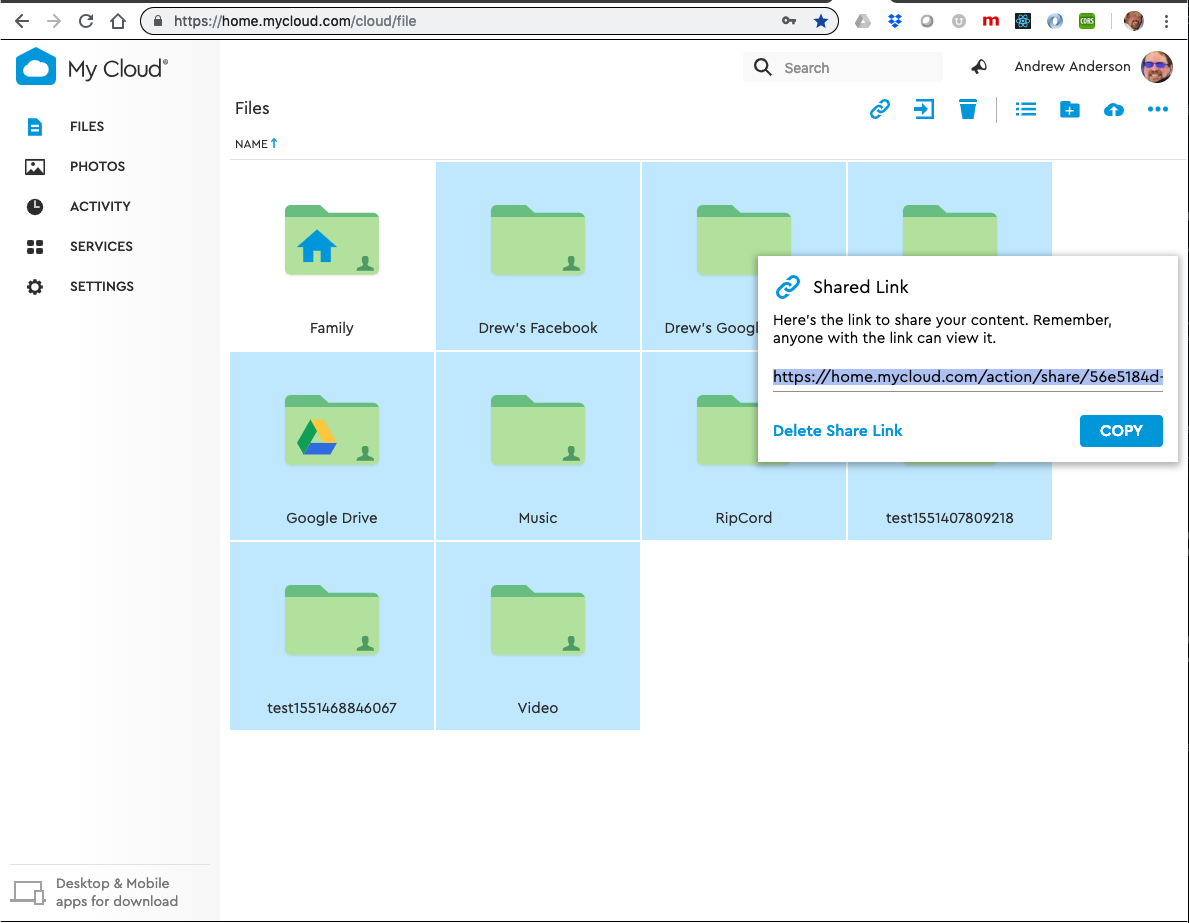 https://home.mycloud.com/cloud/file
m
CORS
My Cloud®
Search
Andrew Anderson
FILES
PHOTOS
ACTIVITY
SERVICES
SETTINGS
Files
NAME
Family
Drew's Facebook
Drew's Goog
Google Drive
Music
RipCord
test1551407809218
test1551468846067
Video
Shared Link
Here's the link to share your content. Remember,
anyone with the link can view it.
https://home.mycloud.com/action/share/56e5184d-
Delete Share Link
COPY
Desktop & Mobile
apps for download